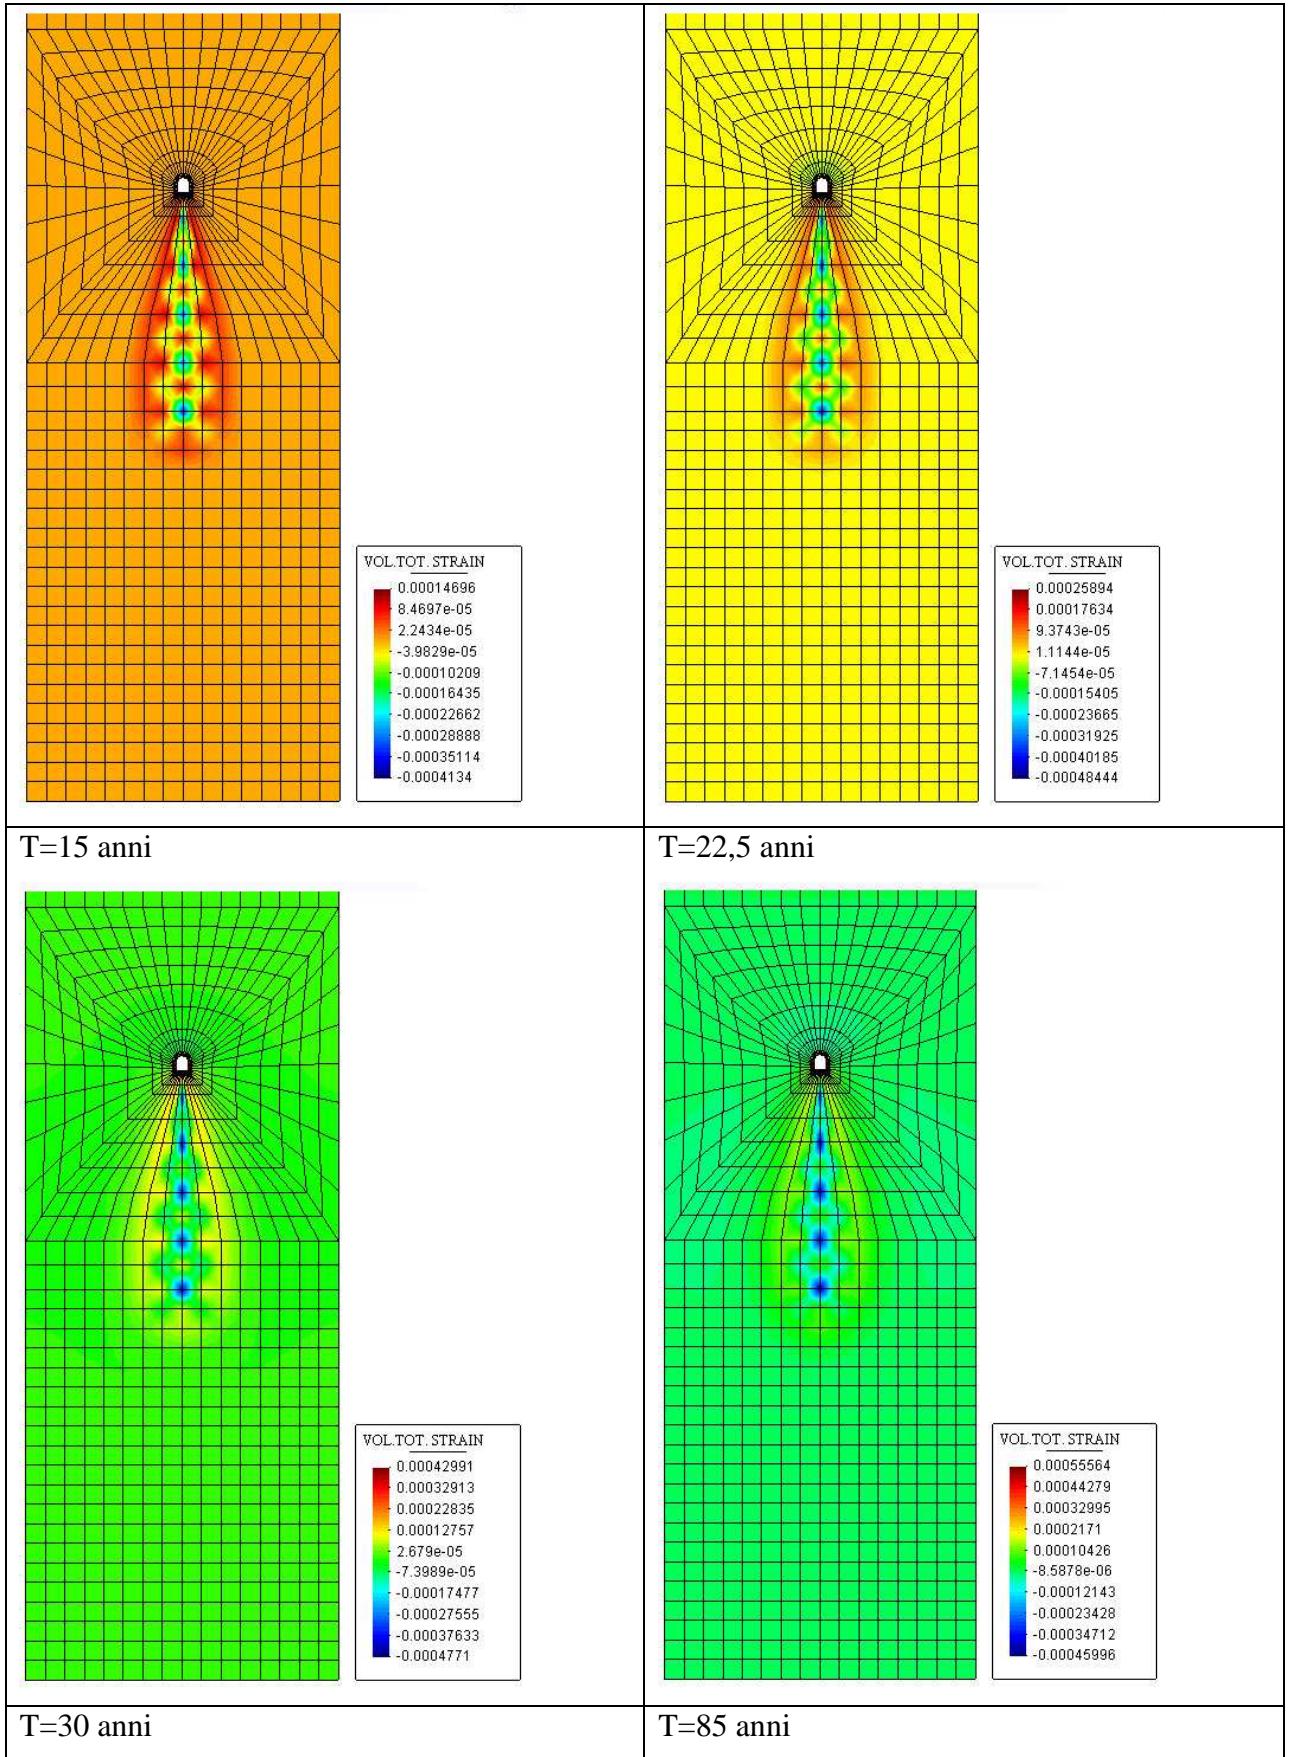 VOL.TOT. STRAIN
0.00014696
8.4697e-05
2.2434e-05
-3.9829e-05
-0.00010209
-0.00016435
-0.00022662
-0.00028888
-0.00035114
-0.0004134
VOL.TOT. STRAIN
0.00025894
0.00017634
9.3743e-05
1.1144e-05
-7.1454e-05
-0.00015405
-0.00023665
-0.00031925
-0.00040185
-0.00048444
T=15 anni
T=22,5 anni
VOL.TOT. STRAIN
0.00042991
0.00032913
0.00022835
0.00012757
2.679e-05
-7.3989e-05
-0.00017477
-0.00027555
-0.00037633
-0.0004771
VOL.TOT. STRAIN
0.00055564
0.00044279
0.00032995
0.0002171
0.00010426
-8.5878e-06
-0.00012143
-0.00023428
-0.00034712
-0.00045996
T=30 anni
T=85 anni